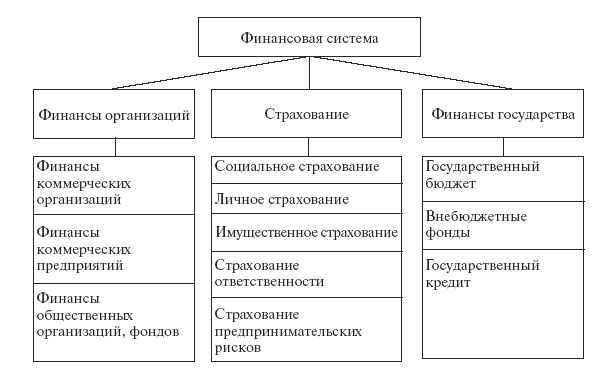 Финансовая система
Финансы организаций
Страхование
Финансы государства
Финансы
коммерческих
организаций
Финансы
коммерческих
предприятий
Финансы
общественных
организаций, фондов
Социальное страхование
Личное страхование
Имущественное страхование
Страхование
ответственности
Страхование
предпринимательских
рисков
Государственный
бюджет
Внебюджетные
фонды
Государственный
кредит